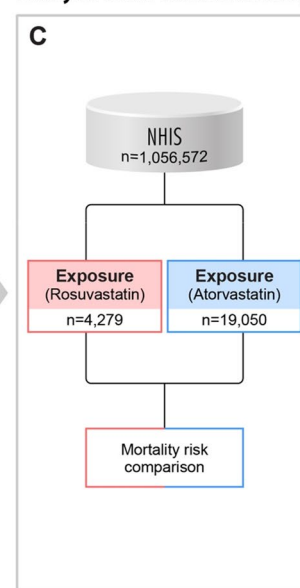 C
NHIS
n=1,056,572
Exposure
(Rosuvastatin)
n=4,279
Exposure
(Atorvastatin)
n=19,050
Mortality risk
comparison